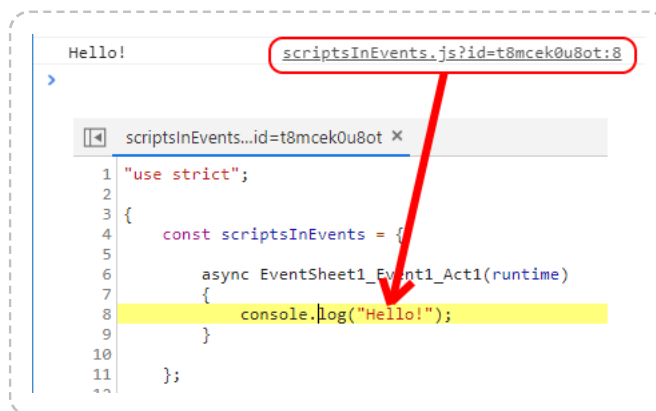 Hello! scriptsInEvents.js?id=t8mcek0u8ot:8
>
scriptsInEvents...id=t8mcek0u8ot ×
1 "use strict";
2
3 {
4 const scriptsInEvents = {
5
6 async EventSheet1_Event1_Act1(runtime)
7 {
8 console.log("Hello!");
9 }
10
11 };